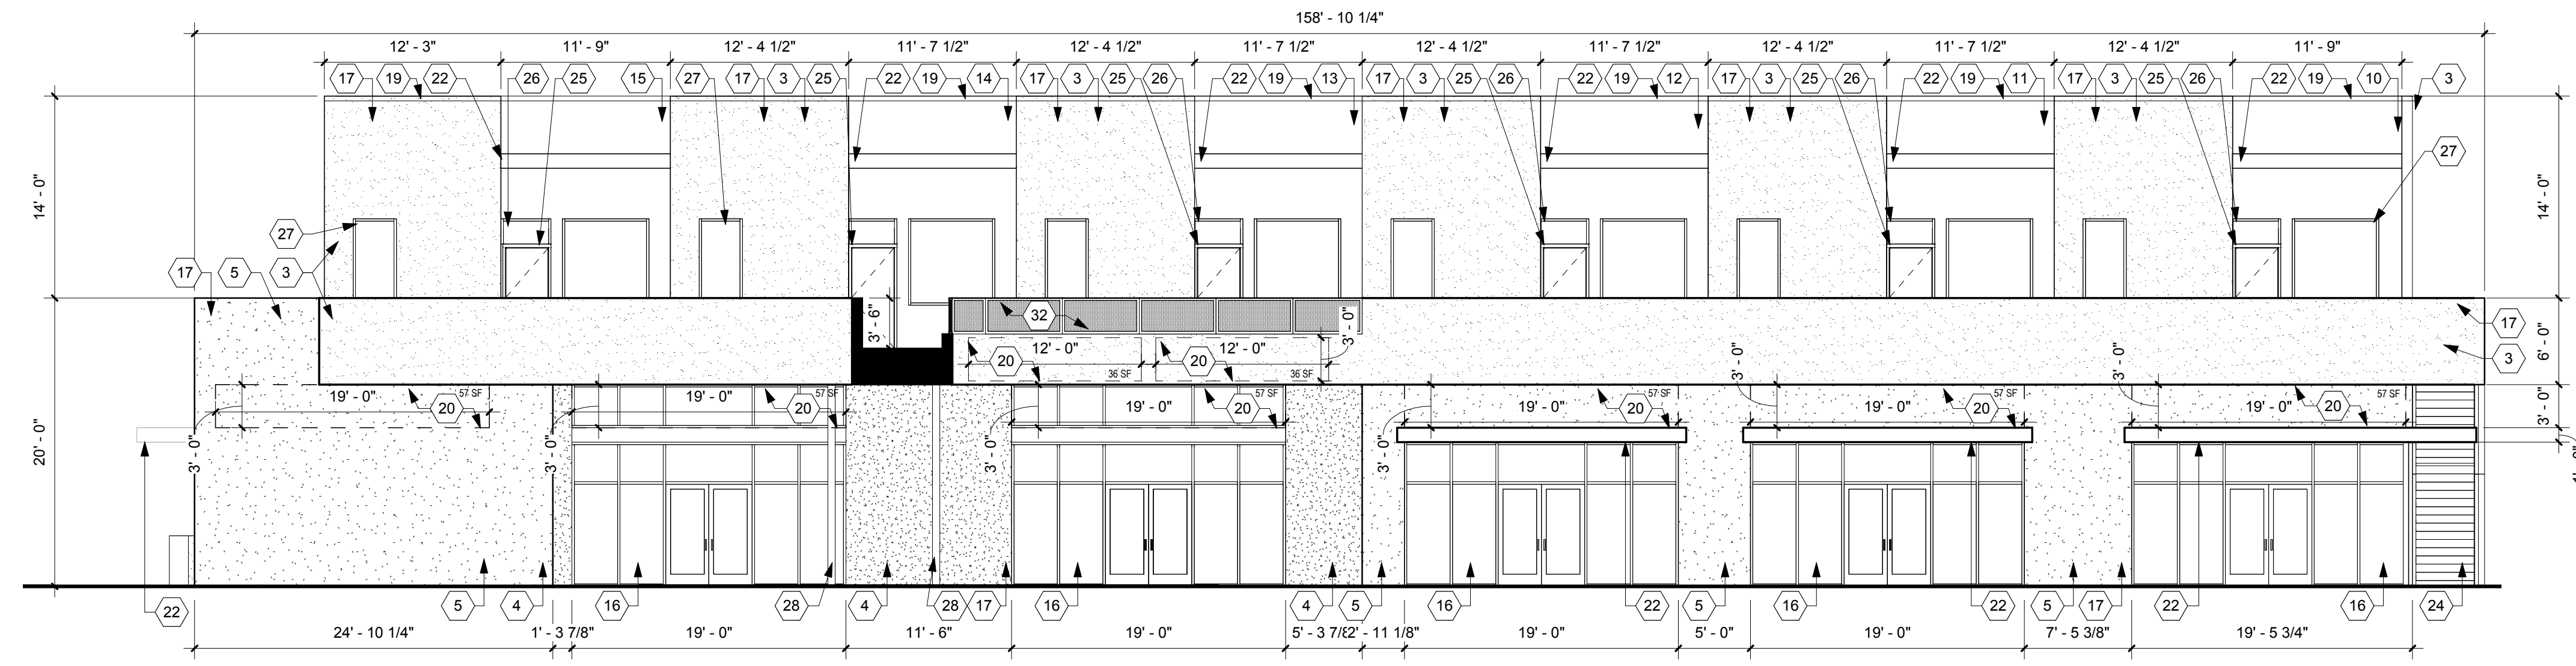 158' - 10 1/4"
12' - 3" 11' - 9" 12' - 4 1/2" 11' - 7 1/2" 12' - 4 1/2" 11' - 7 1/2" 12' - 4 1/2" 11' - 7 1/2" 12' - 4 1/2" 11' - 7 1/2" 12' - 4 1/2" 11' - 9"
17 19 22 26 25 15 27 17 3 25 22 19 14 17 3 25 26 22 19 13 17 3 25 26 22 19 12 17 3 25 26 22 19 11 17 3 25 26 22 19 10 3
27
14' - 0"
14' - 0"
27
17 5 3
32
3' - 6"
3' - 0"
17
12' - 0" 12' - 0"
20 20
3
6' - 0"
36 SF 36 SF
3' - 0" 3' - 0"
19' - 0" 57 SF 19' - 0" 57 SF 57 SF 57 SF 57 SF 57 SF
20 20 19' - 0" 20 19' - 0" 20 19' - 0" 20 19' - 0" 20
3' - 0"
20' - 0"
3' - 0" 3' - 0" 3' - 0" 3' - 0"
22 5 4 16 28 4 28 17 16 4 5 16 22 5 16 22 5 17 22 16 24
24' - 10 1/4" 1' - 3 7/8" 19' - 0" 11' - 6" 19' - 0" 5' - 3 7/8 2' - 11 1/8" 19' - 0" 5' - 0" 19' - 0" 7' - 5 3/8" 19' - 5 3/4"